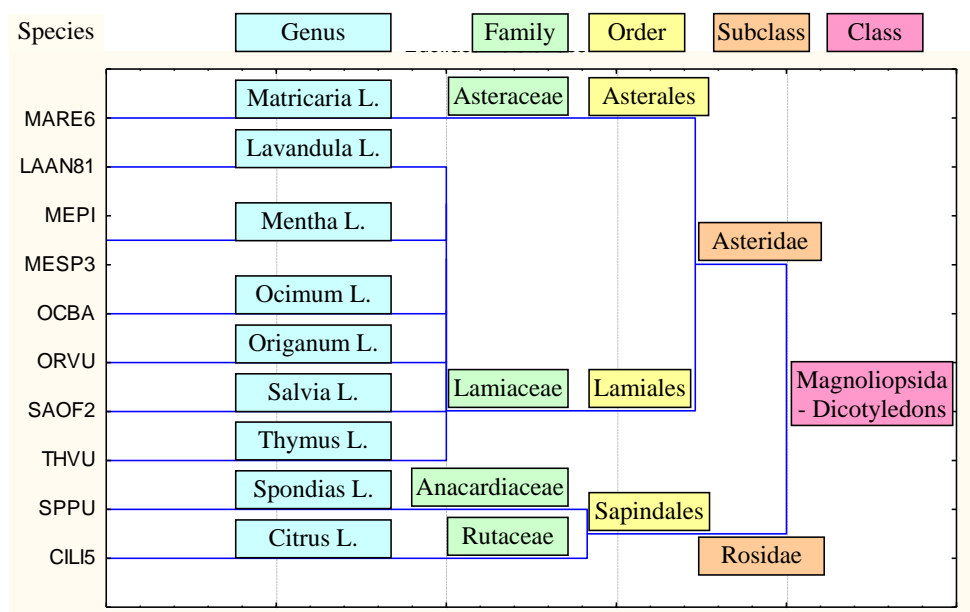 Species Genus Family Order Subclass Class
Matricaria L. Asteraceae Asterales
MARE6
Lavandula L.
LAAN81
MEPI
Mentha L.
Asteridae
MESP3
Ocimum L.
OCBA
Origanum L.
ORVU
Magnoliopsida
- Dicotyledons
Salvia L. Lamiaceae Lamiales
SAOF2
Thymus L.
THVU
Spondias L. Anacardiaceae
SPPU
Sapindales
Citrus L. Rutaceae
CILI5
Rosidae